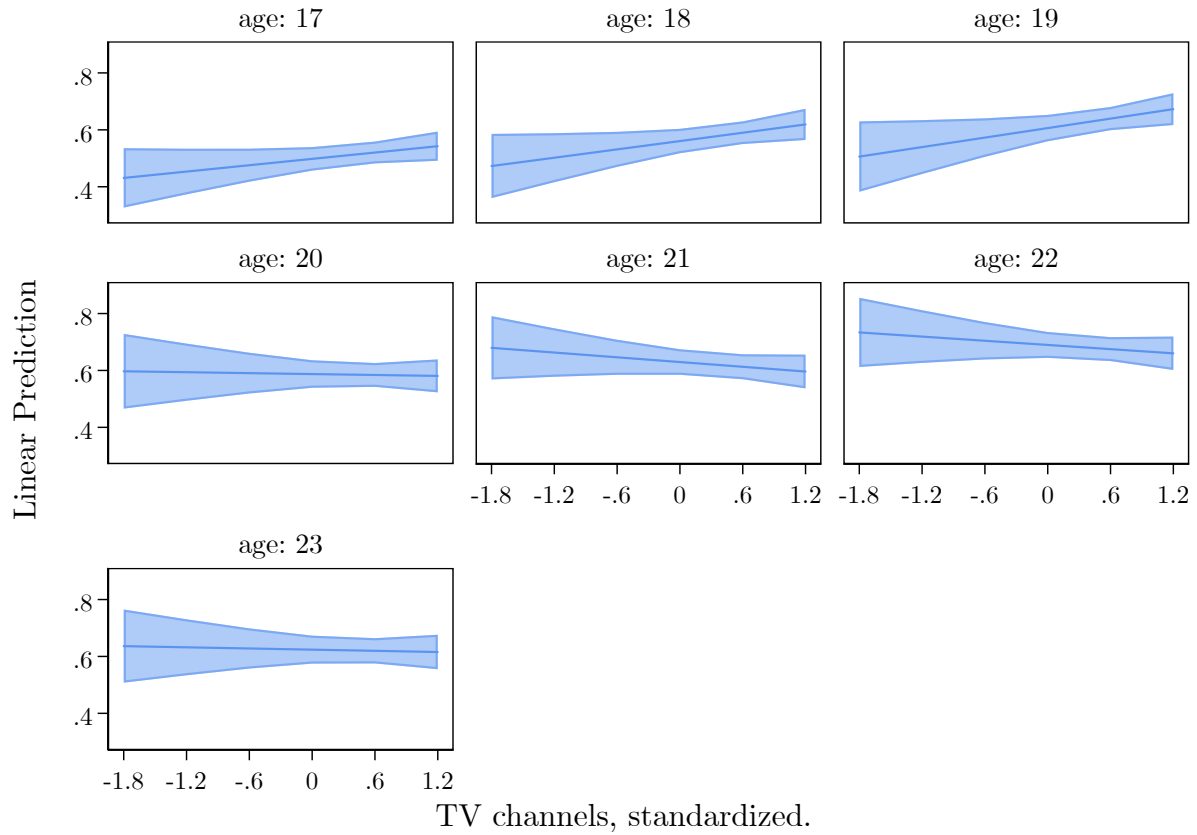 age: 17
age: 18
age: 19
.8
.6
.4
age: 20
age: 21
age: 22
.8
.6
.4
-1.8 -1.2 -.6 0 .6 1.2
-1.8 -1.2 -.6 0 .6 1.2
Linear Prediction
age: 23
.8
.6
.4
-1.8 -1.2 -.6 0 .6 1.2
TV channels, standardized.